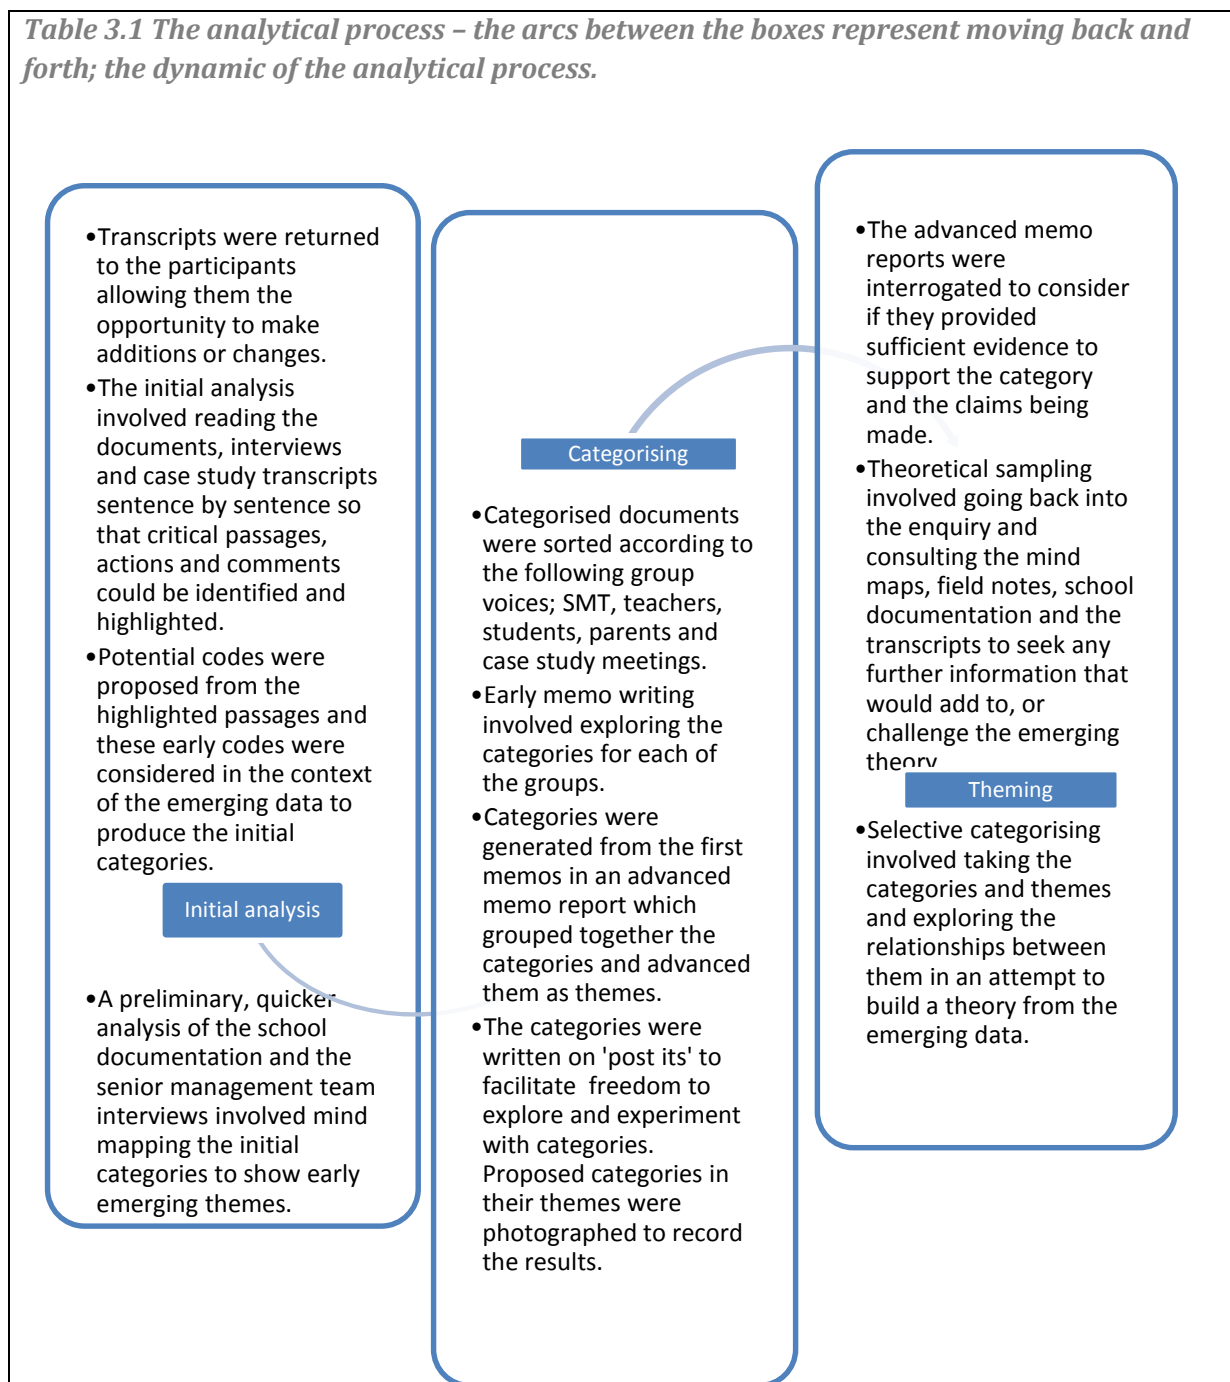 Table 3.1 The analytical process – the arcs between the boxes represent moving back and
forth; the dynamic of the analytical process.
•Transcripts were returned
to the participants
allowing them the
opportunity to make
additions or changes.
•The initial analysis
involved reading the
documents, interviews
and case study transcripts
sentence by sentence so
that critical passages,
actions and comments
could be identified and
highlighted.
•Potential codes were
proposed from the
highlighted passages and
these early codes were
considered in the context
of the emerging data to
produce the initial
categories.
Initial analysis
•A preliminary, quicker
analysis of the school
documentation and the
senior management team
interviews involved mind
mapping the initial
categories to show early
emerging themes.
Categorising
•Categorised documents
were sorted according to
the following group
voices; SMT, teachers,
students, parents and
case study meetings.
•Early memo writing
involved exploring the
categories for each of
the groups.
•Categories were
generated from the first
memos in an advanced
memo report which
grouped together the
categories and advanced
them as themes.
•The categories were
written on 'post its' to
facilitate freedom to
explore and experiment
with categories.
Proposed categories in
their themes were
photographed to record
the results.
•The advanced memo
reports were
interrogated to consider
if they provided
sufficient evidence to
support the category
and the claims being
made.
•Theoretical sampling
involved going back into
the enquiry and
consulting the mind
maps, field notes, school
documentation and the
transcripts to seek any
further information that
would add to, or
challenge the emerging
theory
Theming
•Selective categorising
involved taking the
categories and themes
and exploring the
relationships between
them in an attempt to
build a theory from the
emerging data.